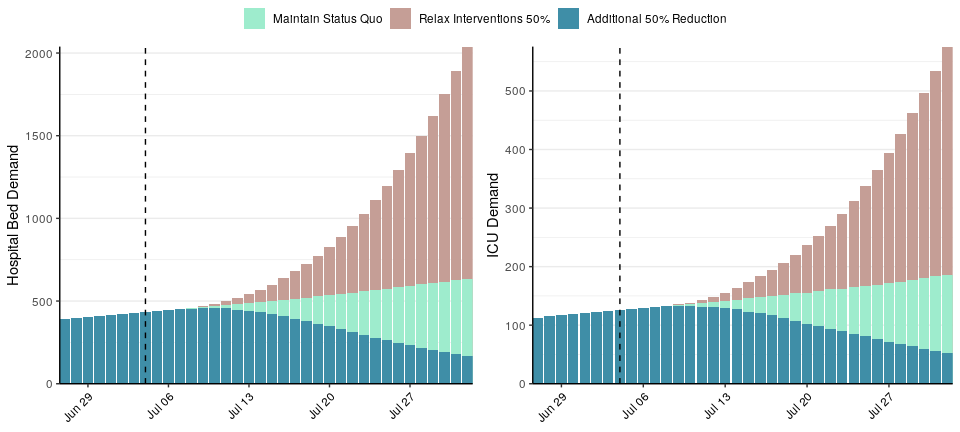 Maintain Status Quo Relax Interventions 50% Additional 50% Reduction
Hospital Bed Demand
2000
1500
1000
500
0
Jun 29 Jul 06 Jul 13 Jul 20 Jul 27
ICU Demand
500
400
300
200
100
0
Jun 29 Jul 06 Jul 13 Jul 20 Jul 27